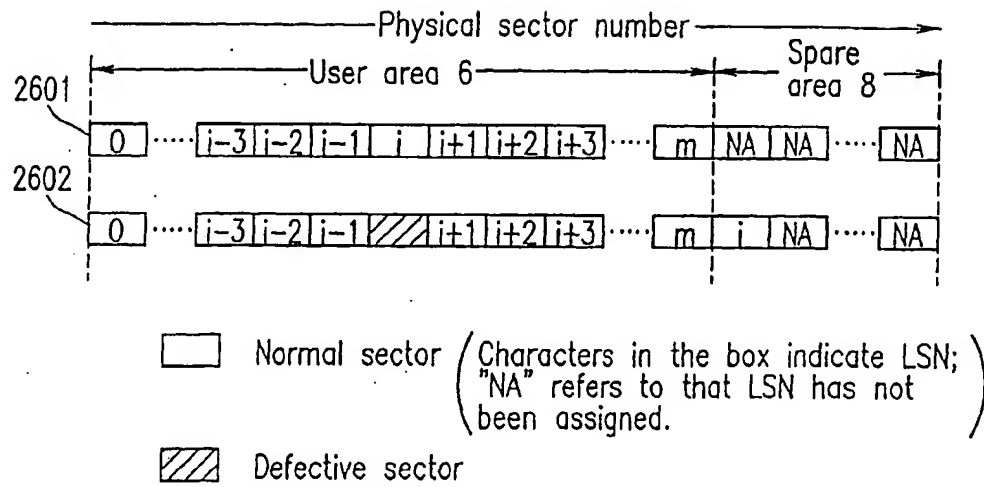 Physical sector number
User area 6
Spare area 8
2601
0 ..... i-3 i-2 i-1 i i+1 i+2 i+3 ..... m NA NA ..... NA
2602
0 ..... i-3 i-2 i-1 i+1 i+2 i+3 ..... m i NA ..... NA
Normal sector (Characters in the box indicate LSN;
"NA" refers to that LSN has not
been assigned.)
Defective sector